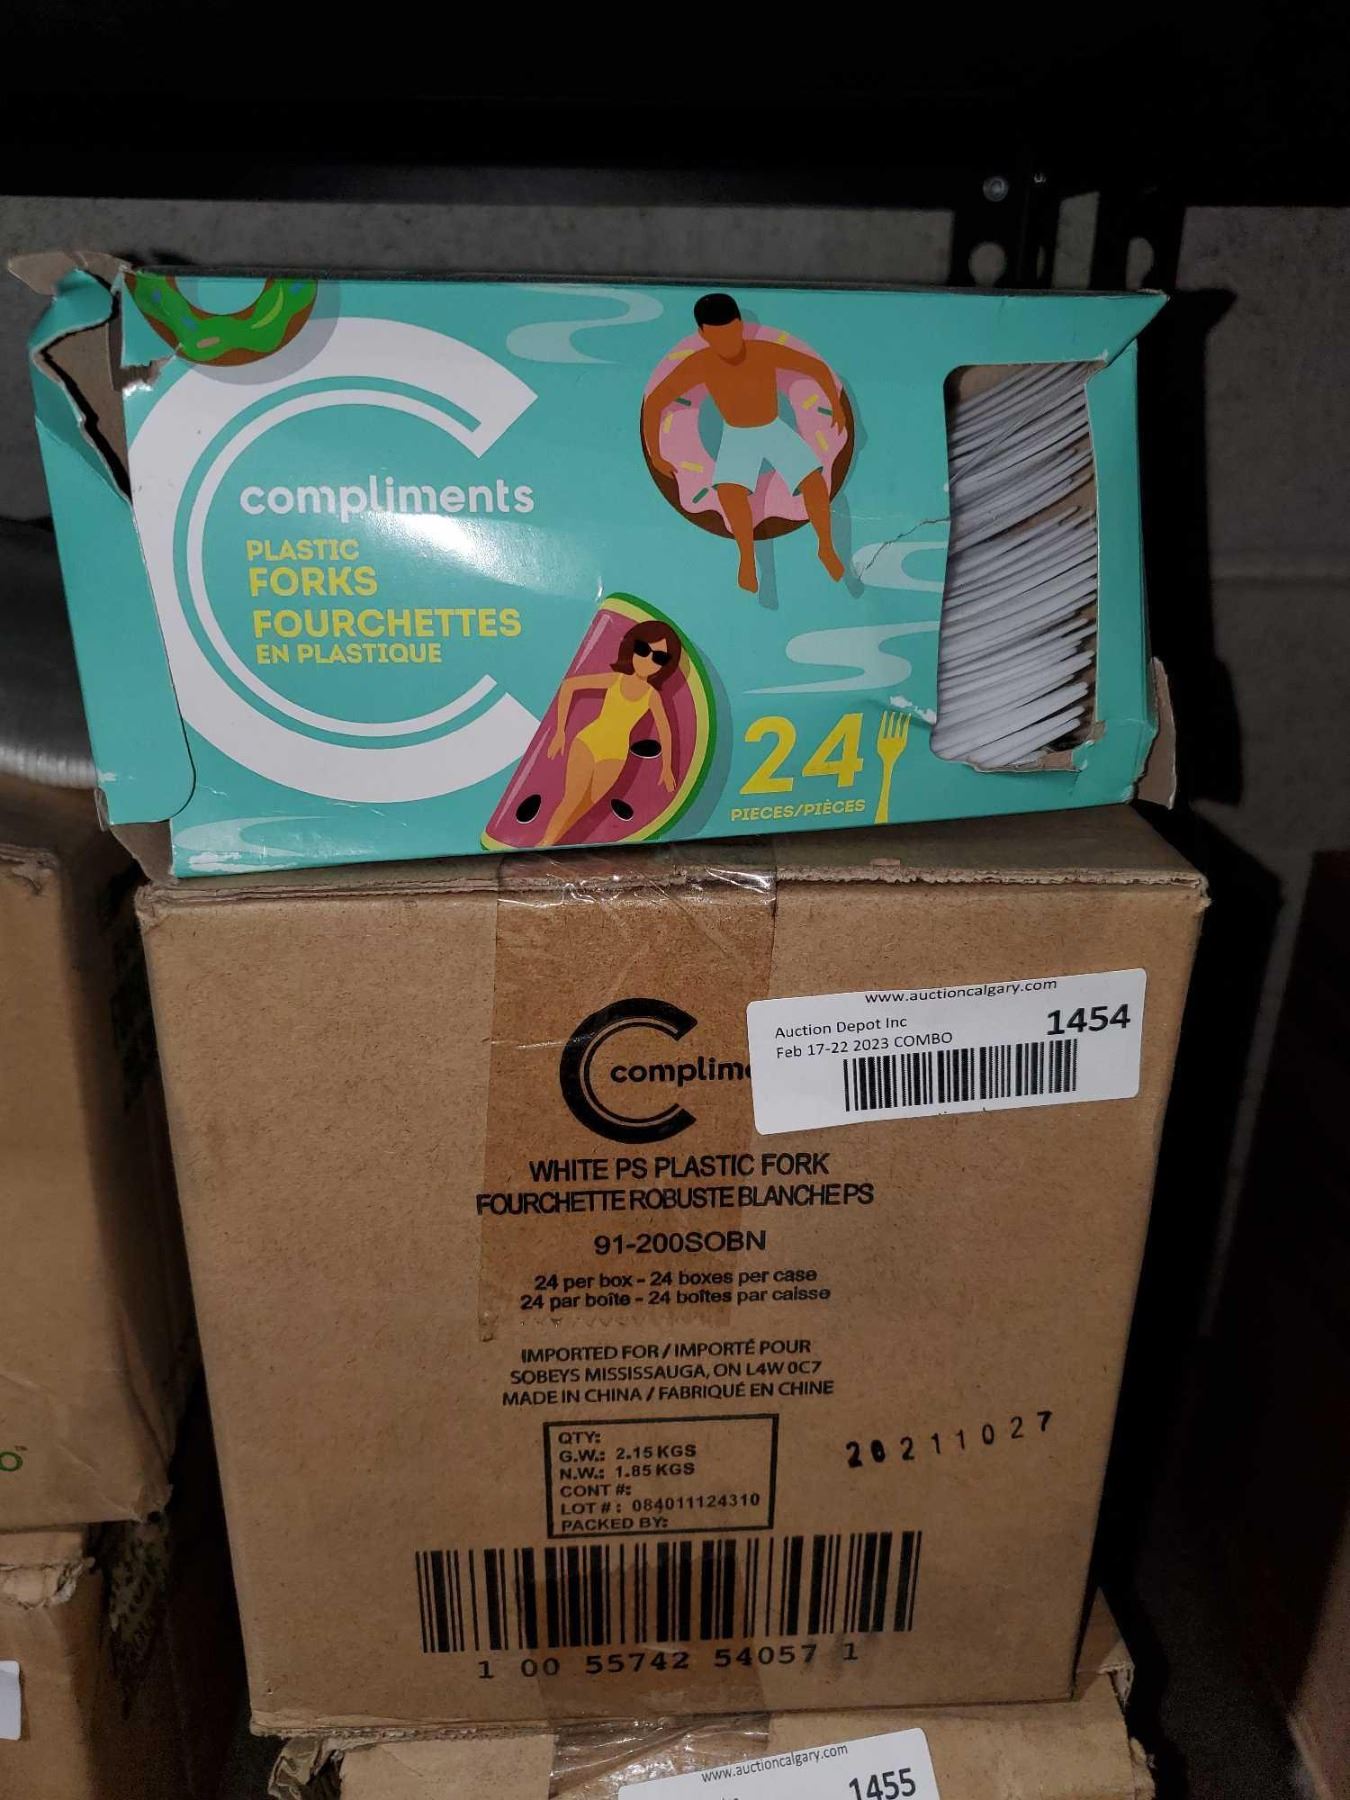 compliments
PLASTIC
FORKS
FOURCHETTES
EN PLASTIQUE
24
PIECES/PIÈCES
www.auctioncalgary.com
Auction Depot Inc
1454
Feb 17-22 2023 COMBO
WHITE PS PLASTIC FORK
FOURCHETTE ROBUSTE BLANCHE PS
91-200SOBN
24 per box - 24 boxes per case
24 par boîte - 24 boîtes par caisse
IMPORTED FOR / IMPORTÉ POUR
SOBEYS MISSISSAUGA, ON L4W 0C7
MADE IN CHINA / FABRIQUÉ EN CHINE
QTY:
G.W.: 2.15 KGS
N.W.: 1.85 KGS
CONT #:
LOT # : 084011124310
PACKED BY:
20211027
1 00 55742 54057 1
www.auctioncalgary.com
1455